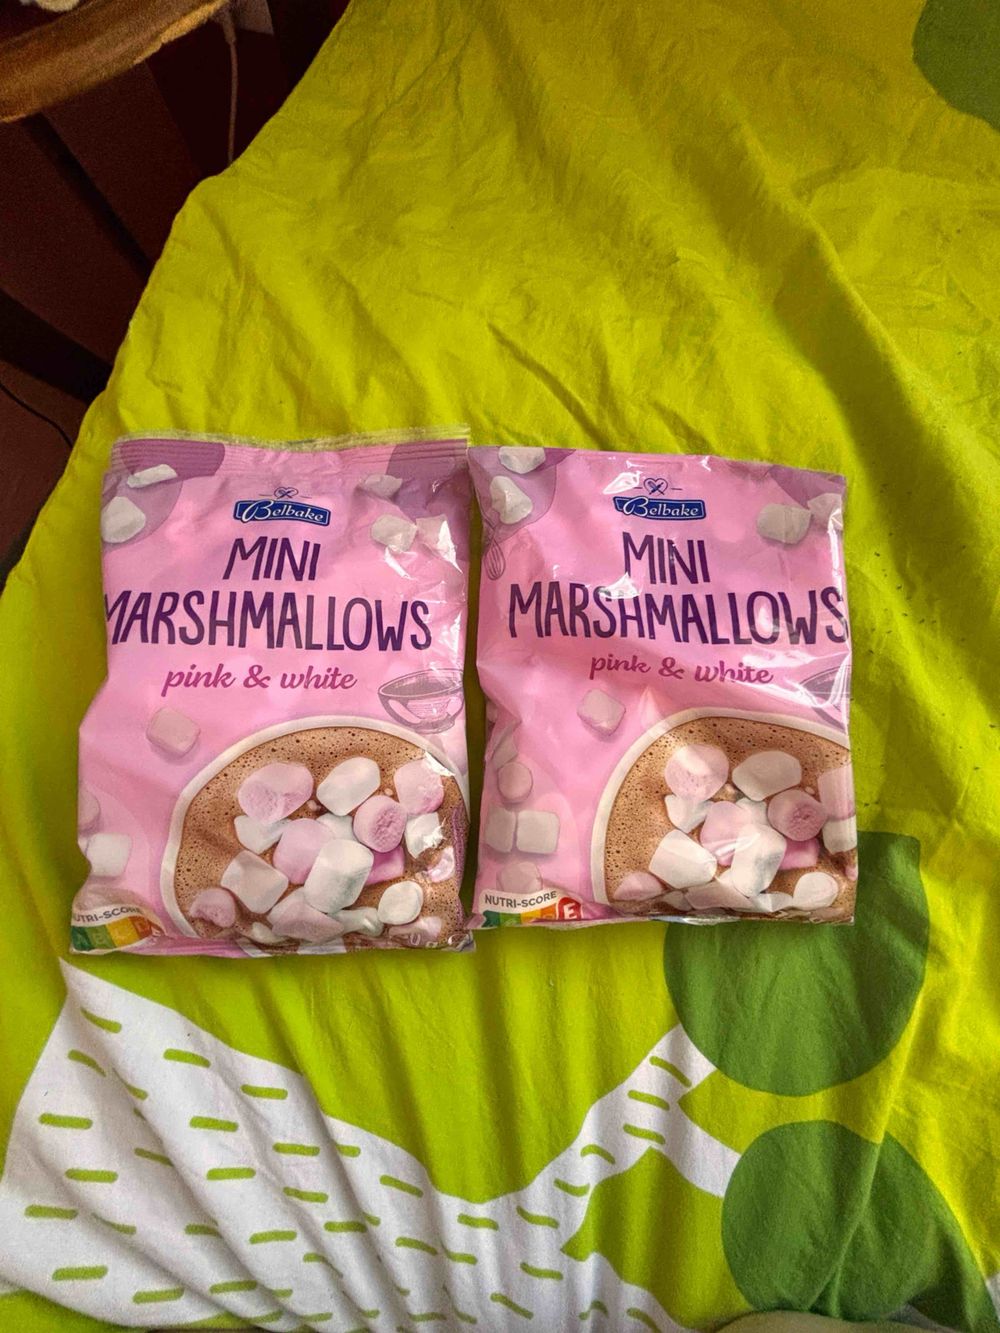 Belbake
MINI
MARSHMALLOWS
pink & white
NUTRI-SCORE
Belbake
MINI
MARSHMALLOWS
pink & white
NUTRI-SCORE
E